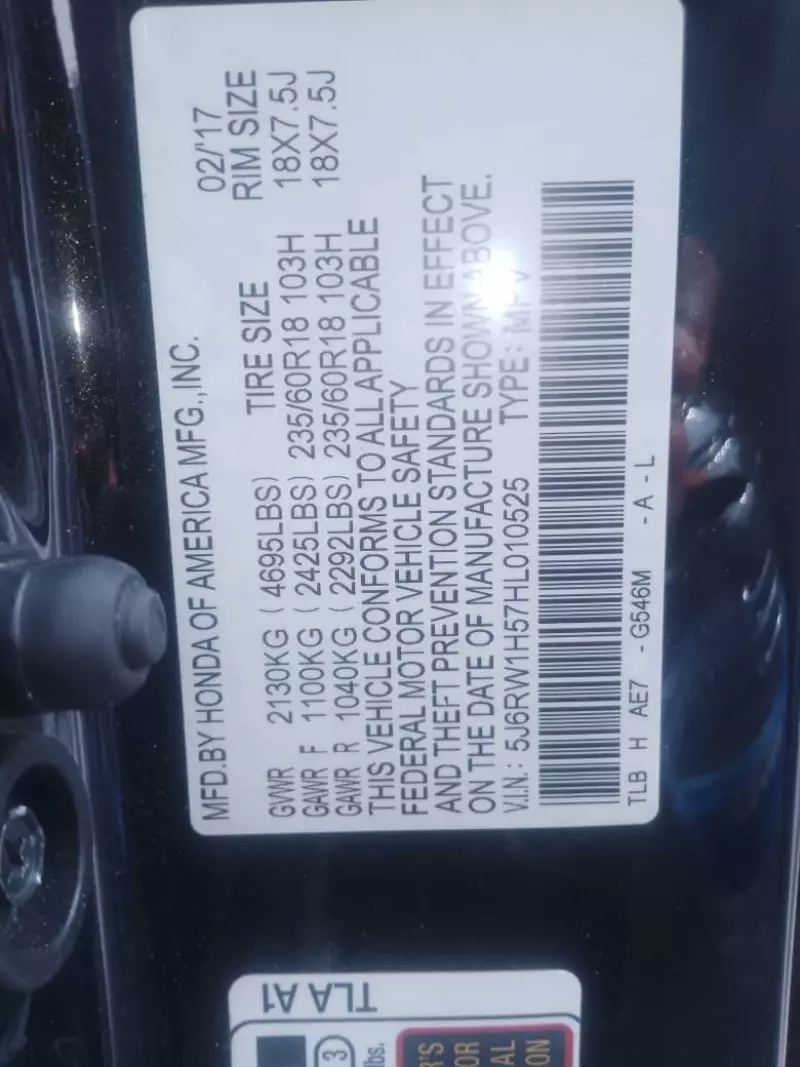 MFD.BY HONDA OF AMERICA MFG.,INC. 02/'17
TIRE SIZE RIM SIZE
GVWR 2130KG ( 4695LBS)
GAWR F 1100KG ( 2425LBS) 235/60R18 103H 18X7.5J
GAWR R 1040KG ( 2292LBS) 235/60R18 103H 18X7.5J
THIS VEHICLE CONFORMS TO ALL APPLICABLE
FEDERAL MOTOR VEHICLE SAFETY
AND THEFT PREVENTION STANDARDS IN EFFECT
ON THE DATE OF MANUFACTURE SHOWN ABOVE.
V.I.N.: 5J6RW1H57HL010525 TYPE: MPV
TLB H AE7 - G546M - A - L
TLA A1
3
lbs.